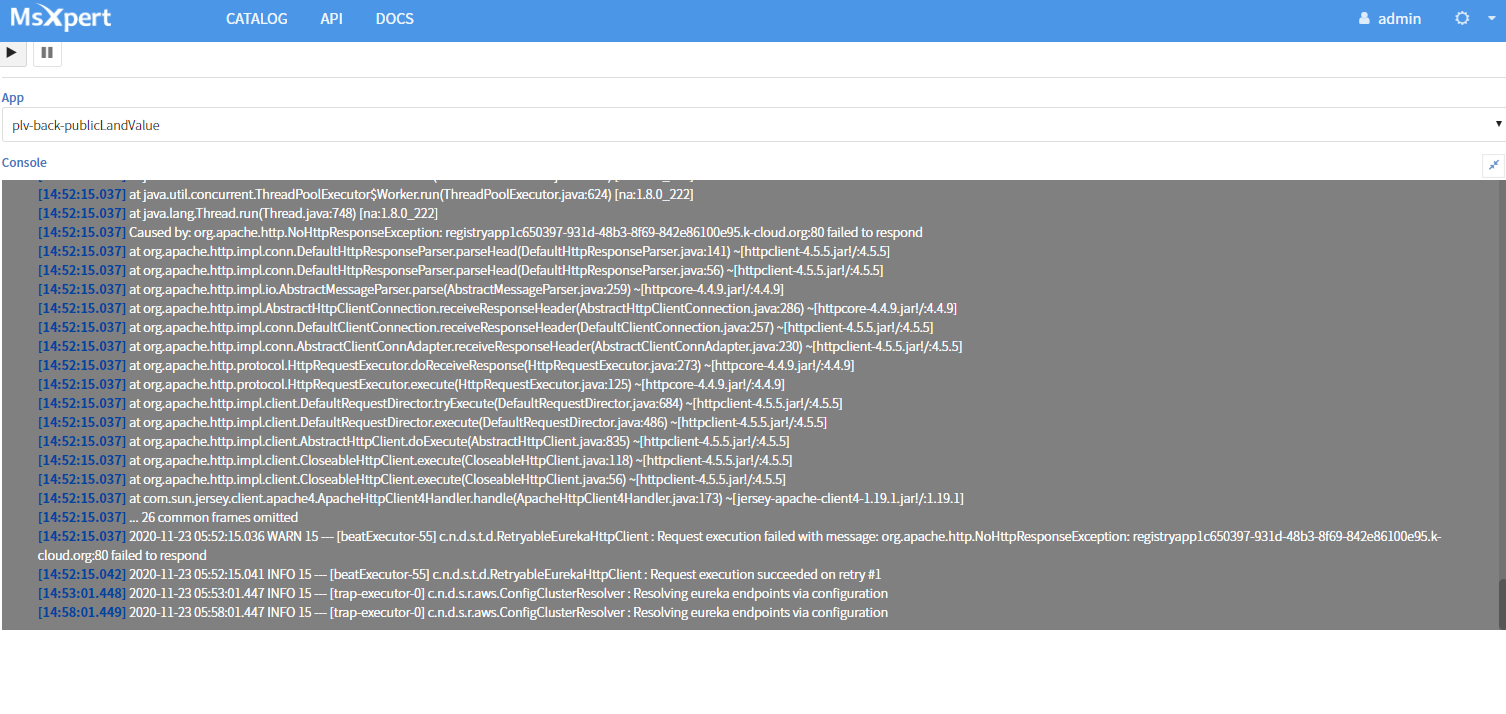 MsXpert
CATALOG API DOCS
admin
App
plv-back-publicLandValue
Console
[14:52:15.037] at java.util.concurrent.ThreadPoolExecutor$Worker.run(ThreadPoolExecutor.java:624) [na:1.8.0_222]
[14:52:15.037] at java.lang.Thread.run(Thread.java:748) [na:1.8.0_222]
[14:52:15.037] Caused by: org.apache.http.NoHttpResponseException: registryapp1c650397-931d-48b3-8f69-842e86100e95.k-cloud.org:80 failed to respond
[14:52:15.037] at org.apache.http.impl.conn.DefaultHttpResponseParser.parseHead(DefaultHttpResponseParser.java:141) ~[httpclient-4.5.5.jar!/:4.5.5]
[14:52:15.037] at org.apache.http.impl.conn.DefaultHttpResponseParser.parseHead(DefaultHttpResponseParser.java:56) ~[httpclient-4.5.5.jar!/:4.5.5]
[14:52:15.037] at org.apache.http.impl.io.AbstractMessageParser.parse(AbstractMessageParser.java:259) ~[httpcore-4.4.9.jar!/:4.4.9]
[14:52:15.037] at org.apache.http.impl.AbstractHttpClientConnection.receiveResponseHeader(AbstractHttpClientConnection.java:286) ~[httpcore-4.4.9.jar!/:4.4.9]
[14:52:15.037] at org.apache.http.impl.conn.DefaultClientConnection.receiveResponseHeader(DefaultClientConnection.java:257) ~[httpclient-4.5.5.jar!/:4.5.5]
[14:52:15.037] at org.apache.http.impl.conn.AbstractClientConnAdapter.receiveResponseHeader(AbstractClientConnAdapter.java:230) ~[httpclient-4.5.5.jar!/:4.5.5]
[14:52:15.037] at org.apache.http.protocol.HttpRequestExecutor.doReceiveResponse(HttpRequestExecutor.java:273) ~[httpcore-4.4.9.jar!/:4.4.9]
[14:52:15.037] at org.apache.http.protocol.HttpRequestExecutor.execute(HttpRequestExecutor.java:125) ~[httpcore-4.4.9.jar!/:4.4.9]
[14:52:15.037] at org.apache.http.impl.client.DefaultRequestDirector.tryExecute(DefaultRequestDirector.java:684) ~[httpclient-4.5.5.jar!/:4.5.5]
[14:52:15.037] at org.apache.http.impl.client.DefaultRequestDirector.execute(DefaultRequestDirector.java:486) ~[httpclient-4.5.5.jar!/:4.5.5]
[14:52:15.037] at org.apache.http.impl.client.AbstractHttpClient.doExecute(AbstractHttpClient.java:835) ~[httpclient-4.5.5.jar!/:4.5.5]
[14:52:15.037] at org.apache.http.impl.client.CloseableHttpClient.execute(CloseableHttpClient.java:118) ~[httpclient-4.5.5.jar!/:4.5.5]
[14:52:15.037] at org.apache.http.impl.client.CloseableHttpClient.execute(CloseableHttpClient.java:56) ~[httpclient-4.5.5.jar!/:4.5.5]
[14:52:15.037] at com.sun.jersey.client.apache4.ApacheHttpClient4Handler.handle(ApacheHttpClient4Handler.java:173) ~[jersey-apache-client4-1.19.1.jar!/:1.19.1]
[14:52:15.037] ... 26 common frames omitted
[14:52:15.037] 2020-11-23 05:52:15.036 WARN 15 --- [beatExecutor-55] c.n.d.s.t.d.RetryableEurekaHttpClient : Request execution failed with message: org.apache.http.NoHttpResponseException: registryapp1c650397-931d-48b3-8f69-842e86100e95.k-
cloud.org:80 failed to respond
[14:52:15.042] 2020-11-23 05:52:15.041 INFO 15 --- [beatExecutor-55] c.n.d.s.t.d.RetryableEurekaHttpClient : Request execution succeeded on retry #1
[14:53:01.448] 2020-11-23 05:53:01.447 INFO 15 --- [trap-executor-0] c.n.d.s.r.aws.ConfigClusterResolver : Resolving eureka endpoints via configuration
[14:58:01.449] 2020-11-23 05:58:01.447 INFO 15 --- [trap-executor-0] c.n.d.s.r.aws.ConfigClusterResolver : Resolving eureka endpoints via configuration